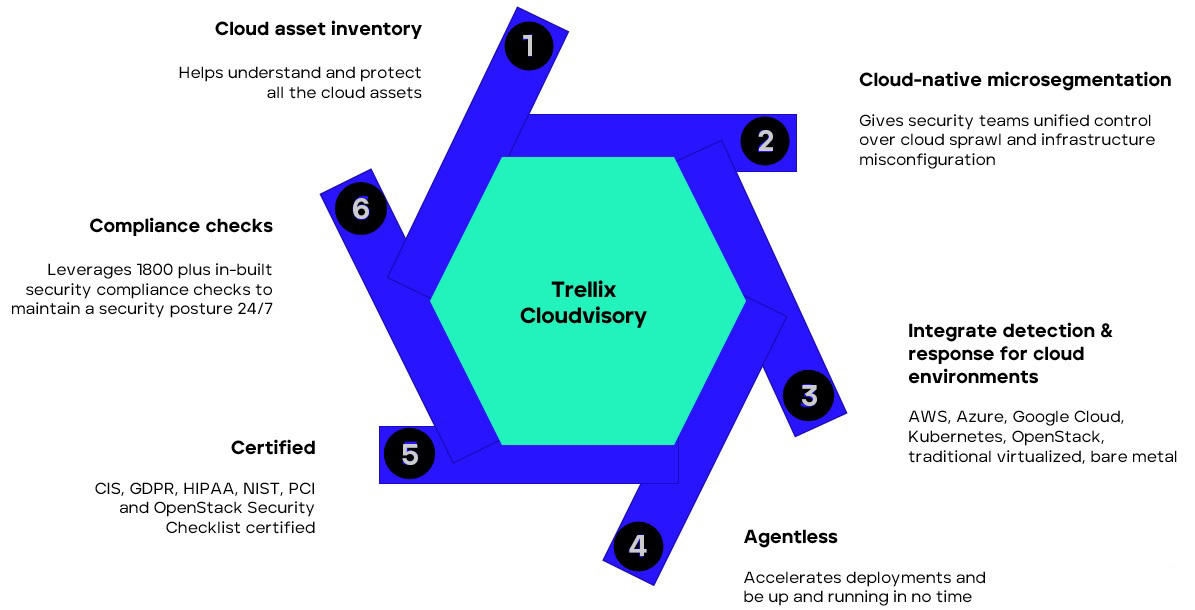 Cloud asset inventory
Helps understand and protect
all the cloud assets
1
Cloud-native microsegmentation
Gives security teams unified control
over cloud sprawl and infrastructure
misconfiguration
2
Integrate detection &
response for cloud
environments
AWS, Azure, Google Cloud,
Kubernetes, OpenStack,
traditional virtualized, bare metal
3
Agentless
Accelerates deployments and
be up and running in no time
4
Certified
CIS, GDPR, HIPAA, NIST, PCI
and OpenStack Security
Checklist certified
5
Compliance checks
Leverages 1800 plus in-built
security compliance checks to
maintain a security posture 24/7
6
Trellix
Cloudvisory